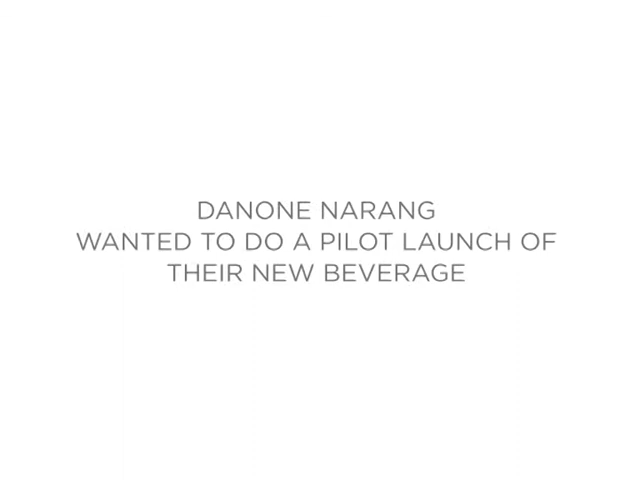 DANONE NARANG
WANTED TO DO A PILOT LAUNCH OF
THEIR NEW BEVERAGE